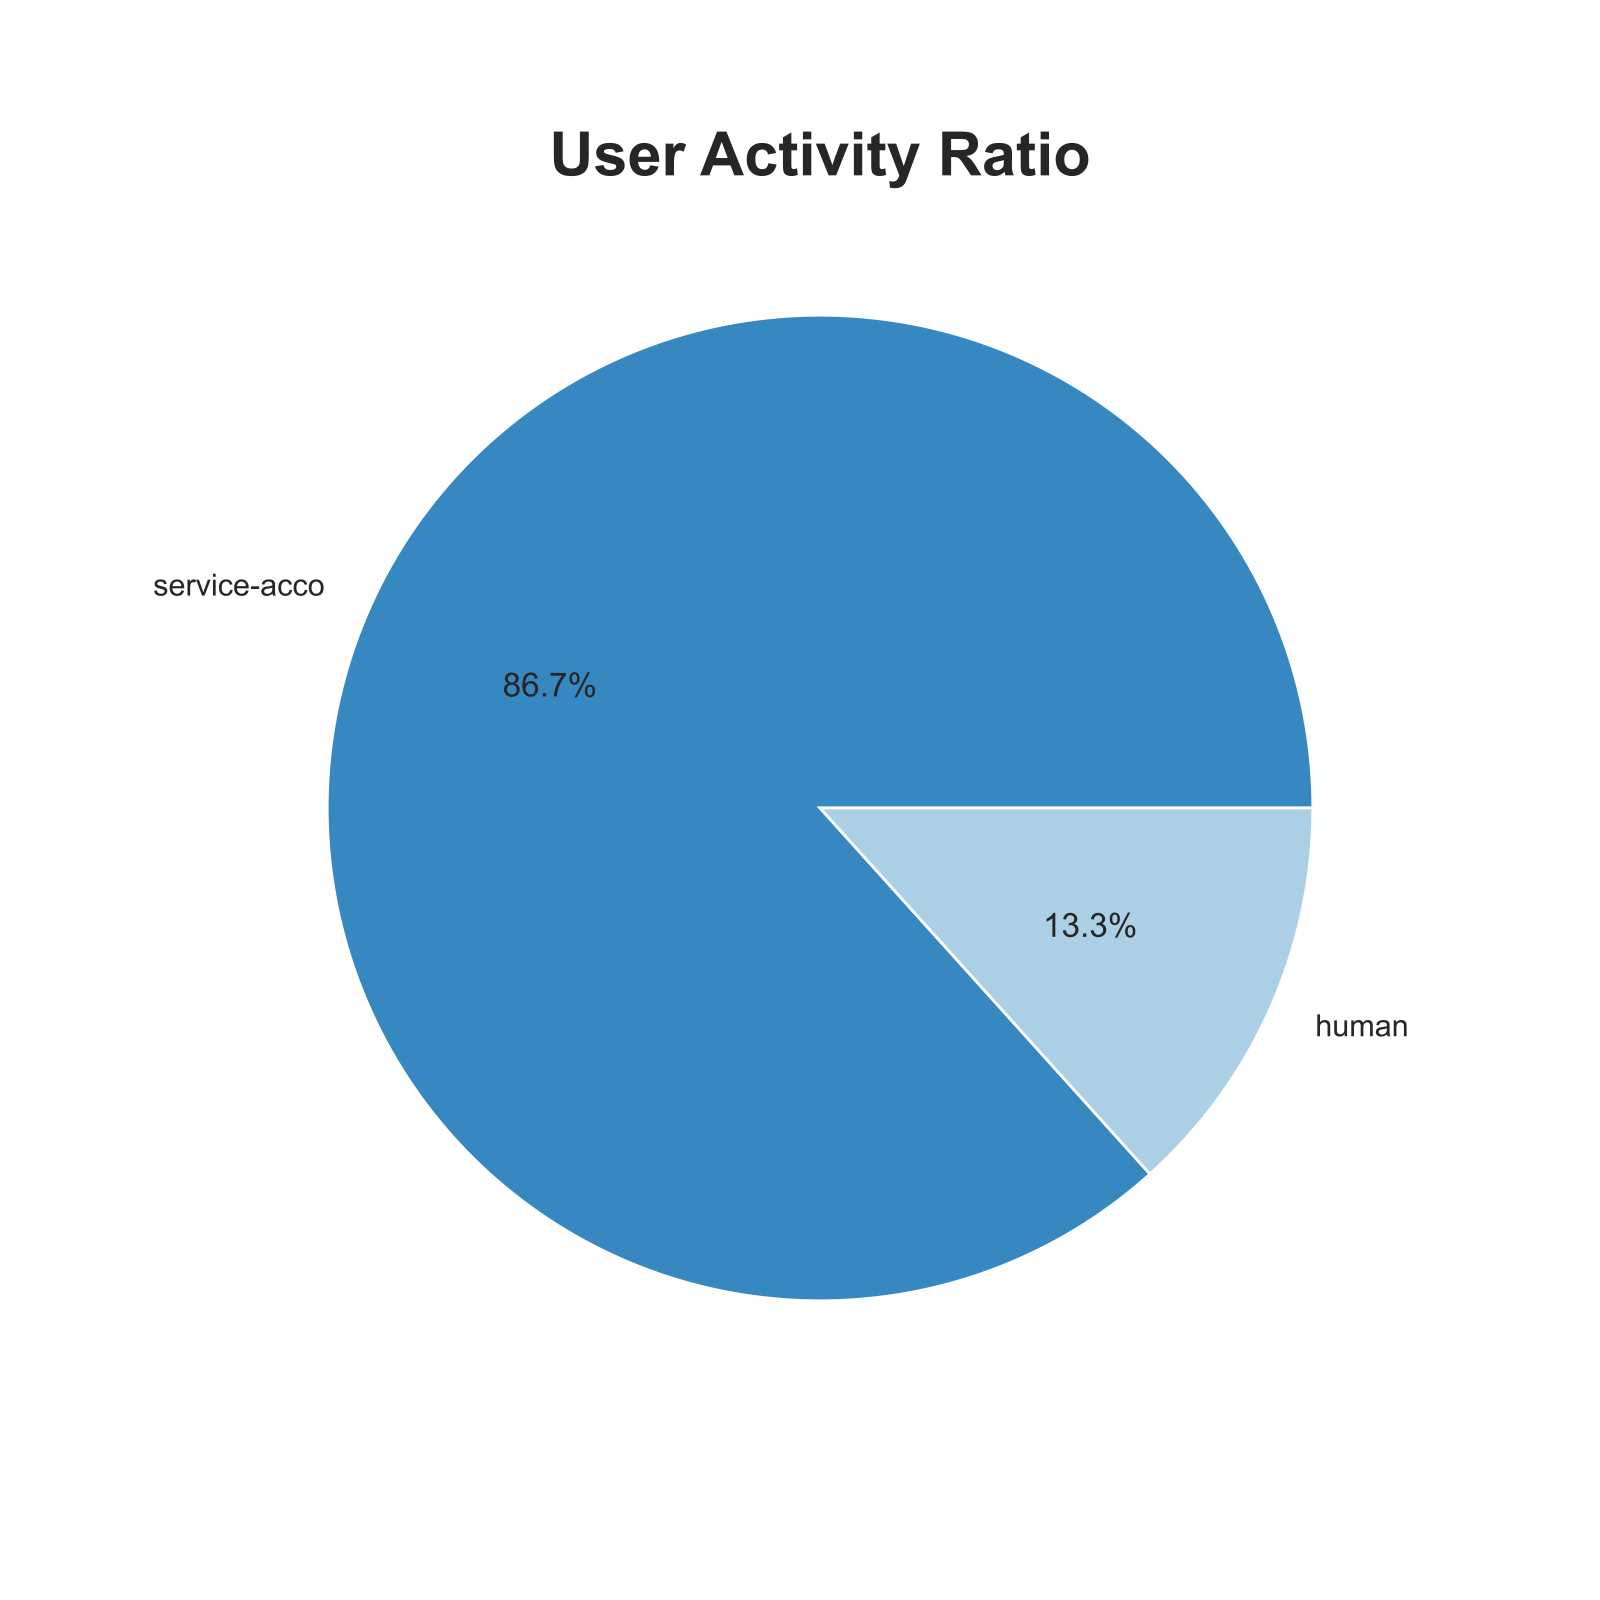 User Activity Ratio
service-acco
86.7%
13.3%
human